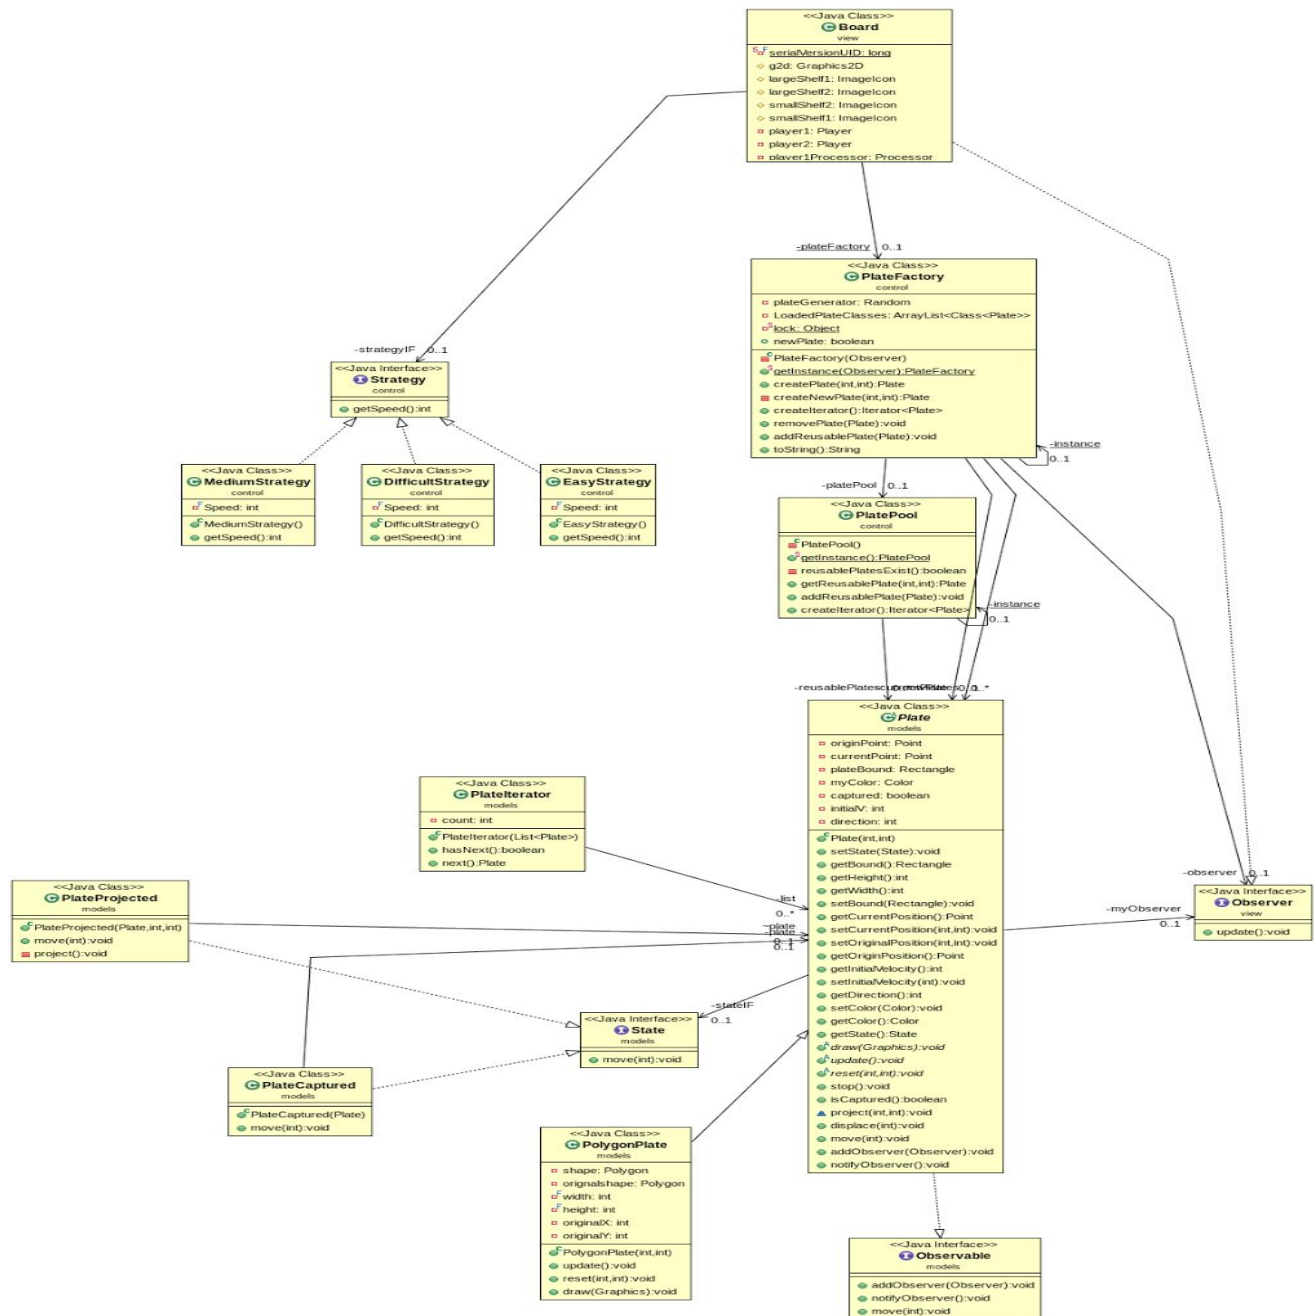 <<Java Class>>
Board
view
serialVersionUID: long
g2d: Graphics2D
largeShelf1: ImageIcon
largeShelf2: ImageIcon
smallShelf2: ImageIcon
smallShelf1: ImageIcon
player1: Player
player2: Player
player1Processor: Processor
-plateFactory 0..1
<<Java Class>>
PlateFactory
control
plateGenerator: Random
LoadedPlateClasses: ArrayList<Class<Plate>>
lock: Object
newPlate: boolean
PlateFactory(Observer)
getInstance(Observer):PlateFactory
createPlate(int,int):Plate
createNewPlate(int,int):Plate
createIterator():Iterator<Plate>
removePlate(Plate):void
addReusablePlate(Plate):void
toString():String
-instance
0..1
-strategyIF 0..1
<<Java Interface>>
Strategy
control
getSpeed():int
<<Java Class>>
MediumStrategy
control
Speed: int
MediumStrategy()
getSpeed():int
<<Java Class>>
DifficultStrategy
control
Speed: int
DifficultStrategy()
getSpeed():int
<<Java Class>>
EasyStrategy
control
Speed: int
EasyStrategy()
getSpeed():int
-platePool 0..1
<<Java Class>>
PlatePool
control
PlatePool()
getInstance():PlatePool
reusablePlatesExist():boolean
getReusablePlate(int,int):Plate
addReusablePlate(Plate):void
createIterator():Iterator<Plate>
-instance
0..1
-reusablePlates
<<Java Class>>
Plate
models
originPoint: Point
currentPoint: Point
plateBound: Rectangle
myColor: Color
captured: boolean
initialV: int
direction: int
Plate(int,int)
setState(State):void
getBound():Rectangle
getHeight():int
getWidth():int
setBound(Rectangle):void
getCurrentPosition():Point
setCurrentPosition(int,int):void
setOriginalPosition(int,int):void
getOriginPosition():Point
getInitialVelocity():int
setInitialVelocity(int):void
getDirection():int
setColor(Color):void
getColor():Color
getState():State
draw(Graphics):void
update():void
reset(int,int):void
stop():void
isCaptured():boolean
project(int,int):void
displace(int):void
move(int):void
addObserver(Observer):void
notifyObserver():void
<<Java Class>>
PlateIterator
models
count: int
PlateIterator(List<Plate>)
hasNext():boolean
next():Plate
-list
0..*
<<Java Class>>
PlateProjected
models
PlateProjected(Plate,int,int)
move(int):void
project():void
~plate
-plate
0..1
0..1
-observer 0..1
<<Java Interface>>
Observer
view
update():void
-myObserver
0..1
-stateIF
0..1
<<Java Interface>>
State
models
move(int):void
<<Java Class>>
PlateCaptured
models
PlateCaptured(Plate)
move(int):void
<<Java Class>>
PolygonPlate
models
shape: Polygon
orignalshape: Polygon
width: int
height: int
originalX: int
originalY: int
PolygonPlate(int,int)
update():void
reset(int,int):void
draw(Graphics):void
<<Java Interface>>
Observable
models
addObserver(Observer):void
notifyObserver():void
move(int):void